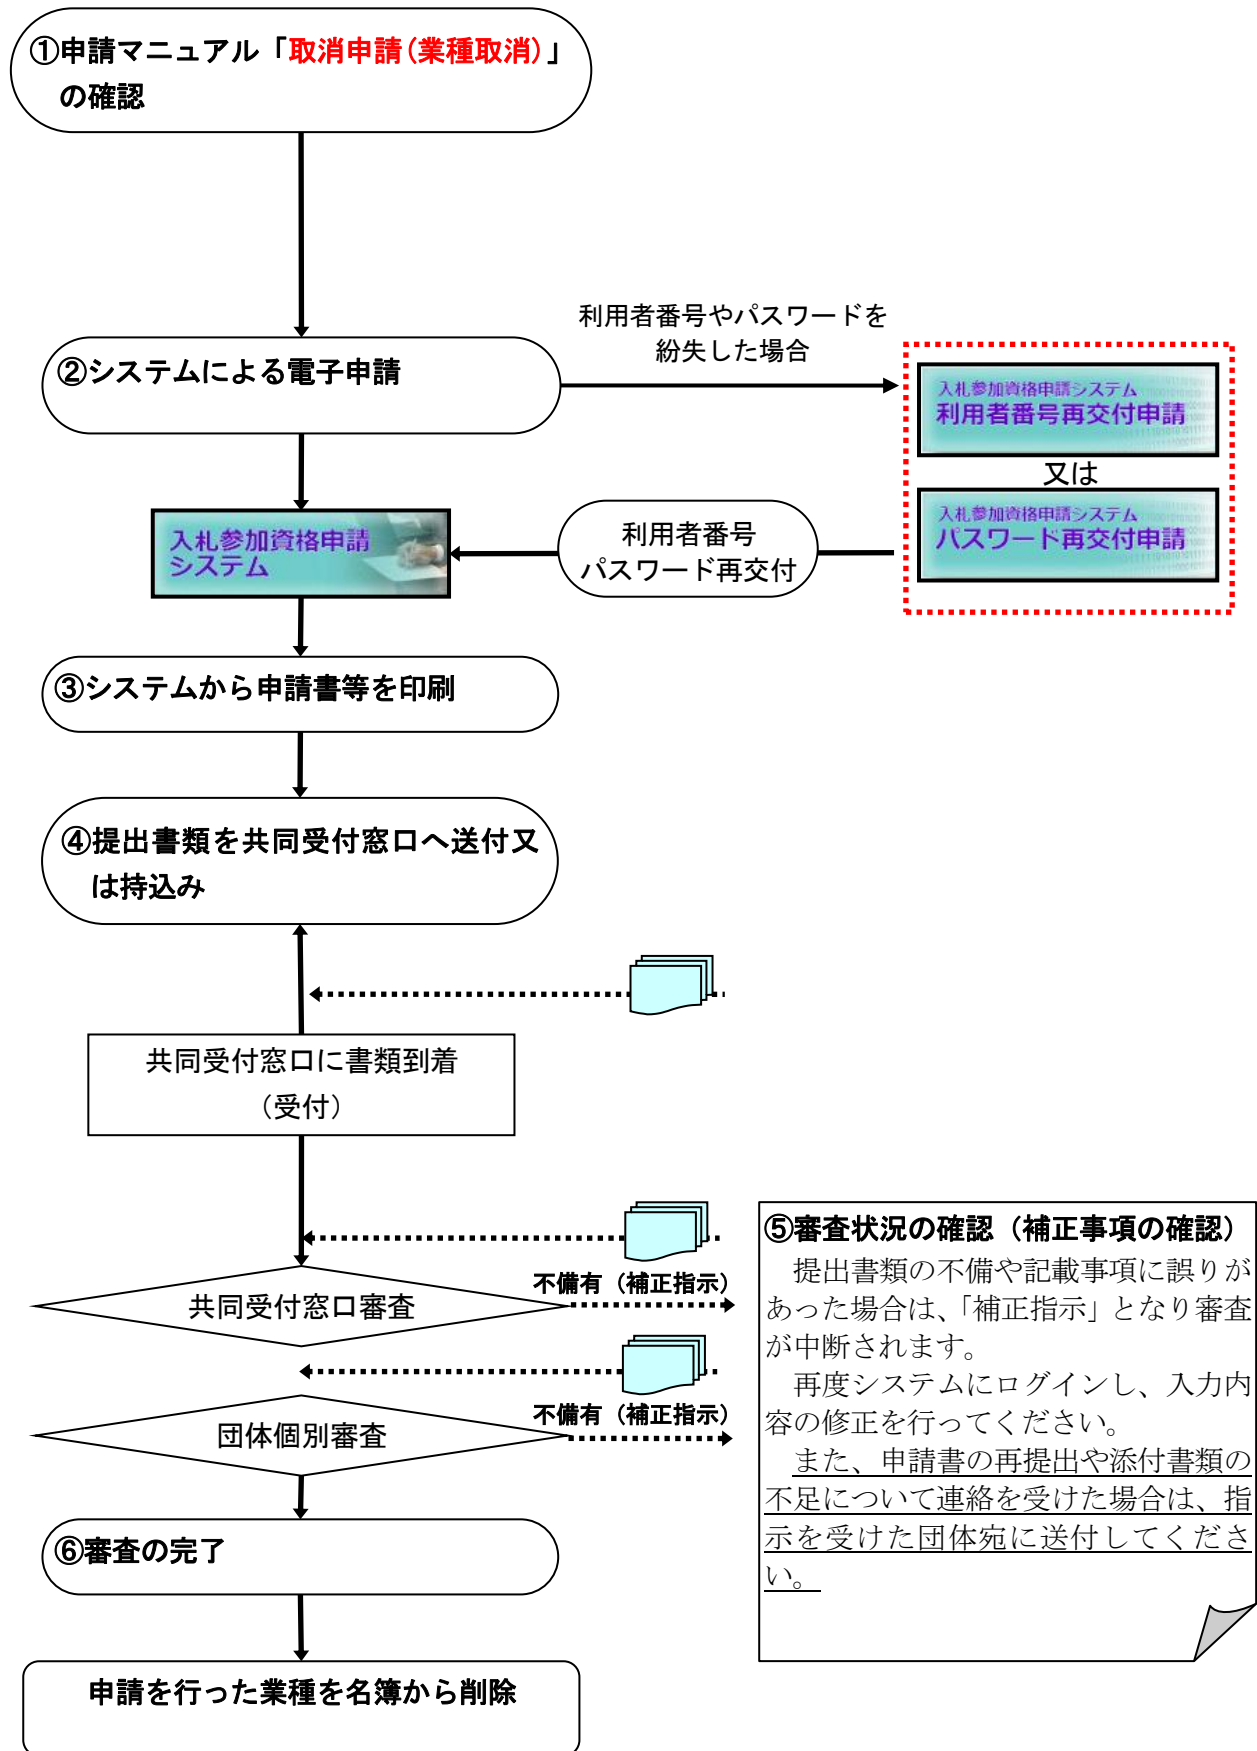 ①申請マニュアル「取消申請(業種取消)」
の確認
利用者番号やパスワードを
紛失した場合
②システムによる電子申請
入札参加資格申請システム
利用者番号再交付申請
又は
入札参加資格申請システム
パスワード再交付申請
利用者番号
パスワード再交付
入札参加資格申請
システム
③システムから申請書等を印刷
④提出書類を共同受付窓口へ送付又
は持込み
共同受付窓口に書類到着
（受付）
不備有（補正指示）
共同受付窓口審査
不備有（補正指示）
団体個別審査
⑤審査状況の確認（補正事項の確認）
提出書類の不備や記載事項に誤りが
あった場合は、「補正指示」となり審査
が中断されます。
再度システムにログインし、入力内
容の修正を行ってください。
また、申請書の再提出や添付書類の
不足について連絡を受けた場合は、指
示を受けた団体宛に送付してくださ
い。
⑥審査の完了
申請を行った業種を名簿から削除